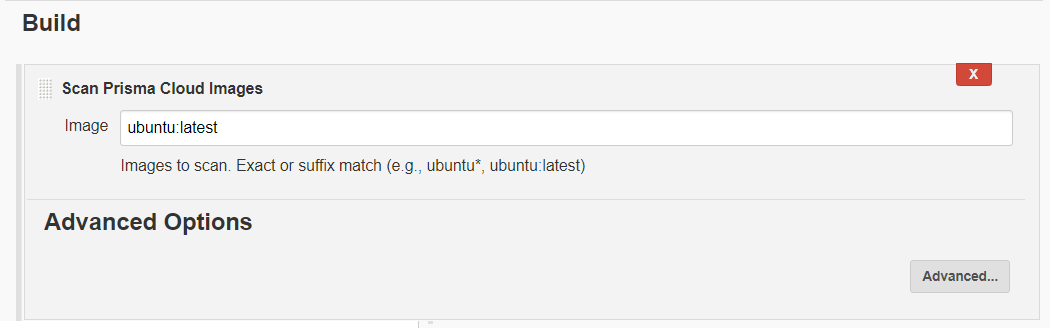 Build
X
Scan Prisma Cloud Images
Image
ubuntu:latest
Images to scan. Exact or suffix match (e.g., ubuntu*, ubuntu:latest)
Advanced Options
Advanced...